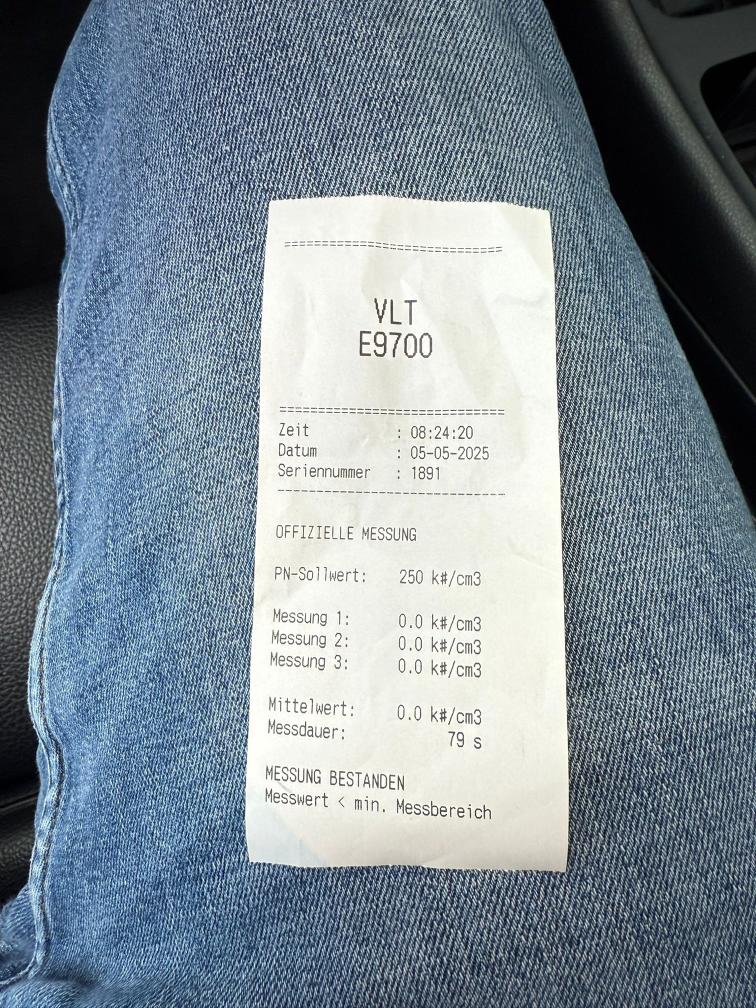 ==================================
VLT
E9700
==================================
Zeit : 08:24:20
Datum : 05-05-2025
Seriennummer : 1891
----------------------------------
OFFIZIELLE MESSUNG
PN-Sollwert: 250 k#/cm3
Messung 1: 0.0 k#/cm3
Messung 2: 0.0 k#/cm3
Messung 3: 0.0 k#/cm3
Mittelwert: 0.0 k#/cm3
Messdauer: 79 s
MESSUNG BESTANDEN
Messwert < min. Messbereich